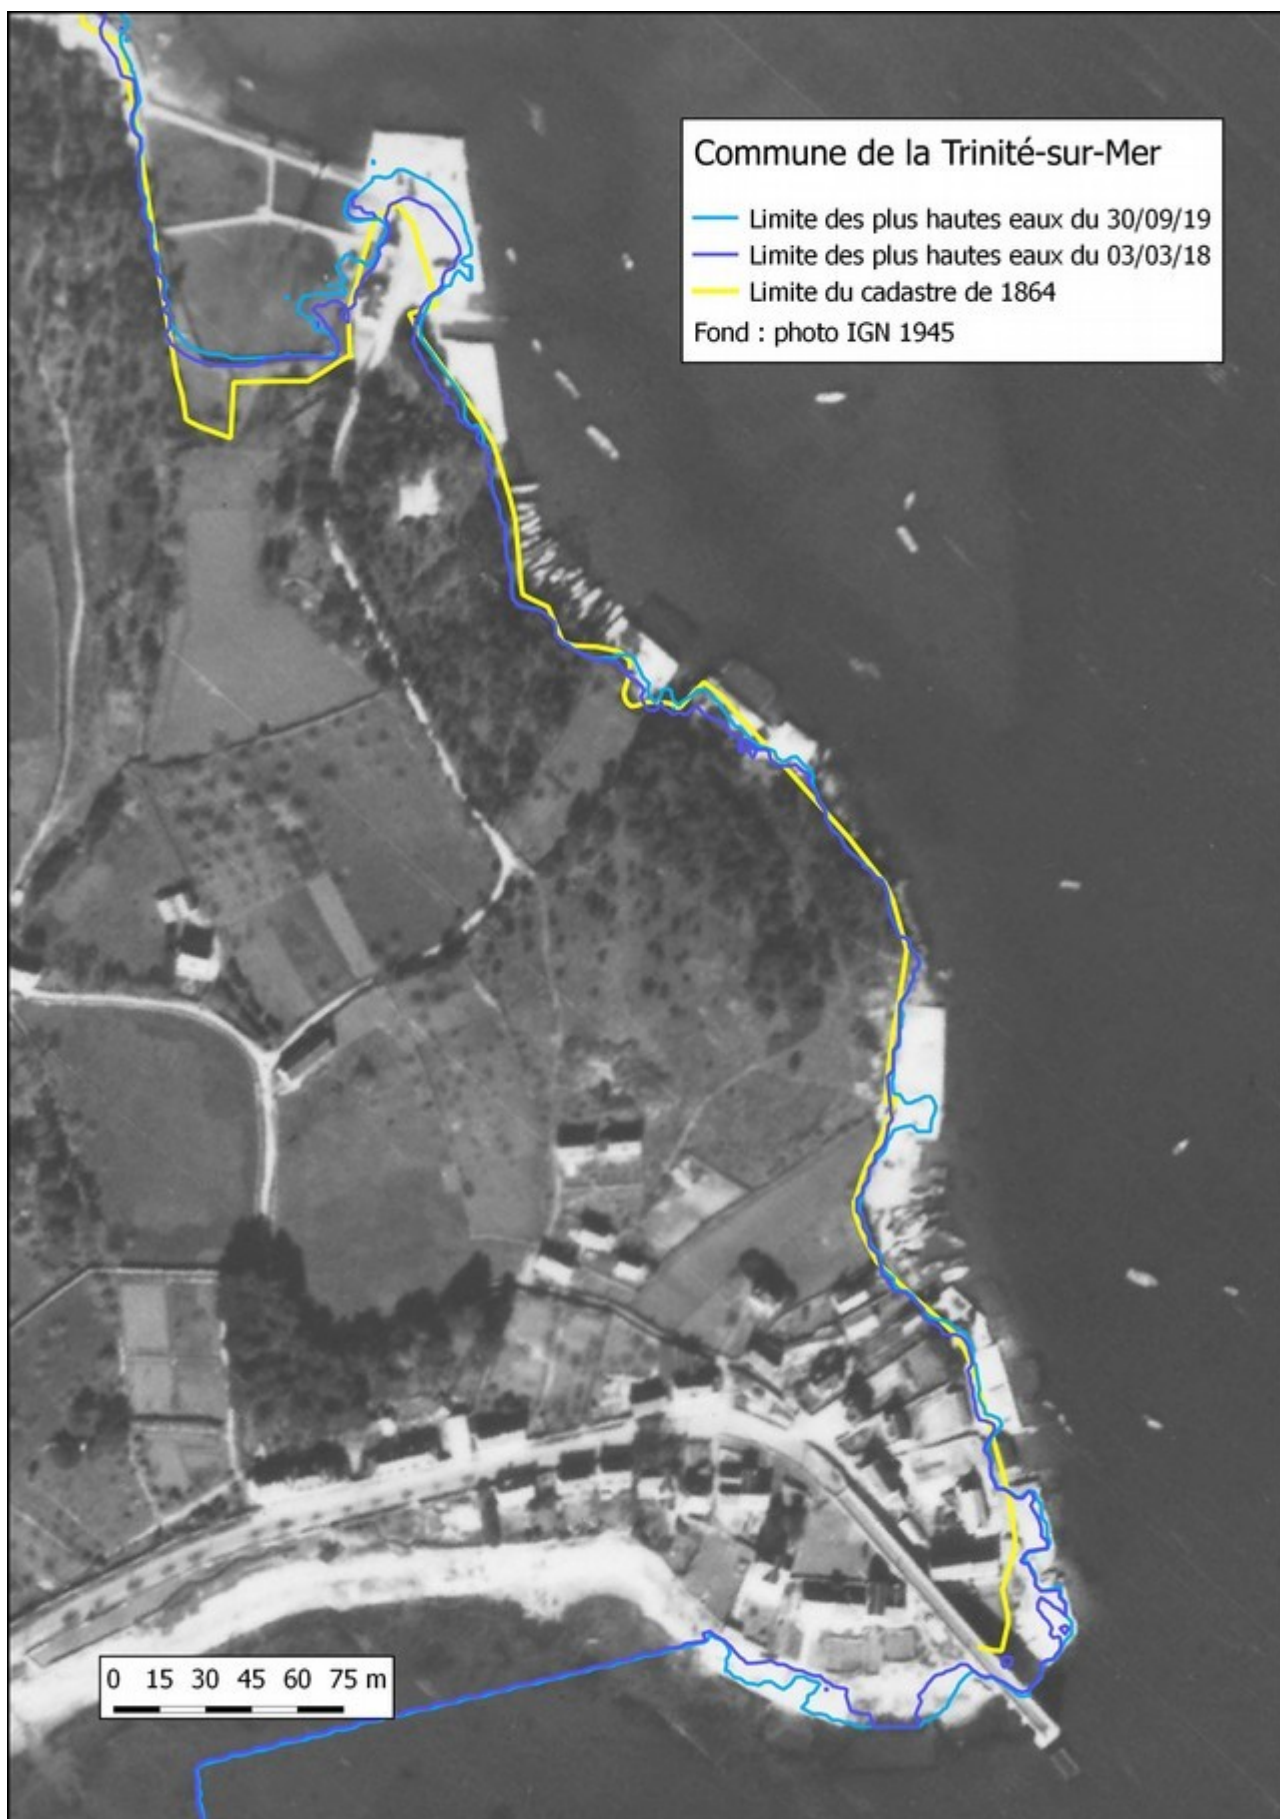 Commune de la Trinité-sur-Mer
Limite des plus hautes eaux du 30/09/19
Limite des plus hautes eaux du 03/03/18
Limite du cadastre de 1864
Fond : photo IGN 1945
0 15 30 45 60 75 m